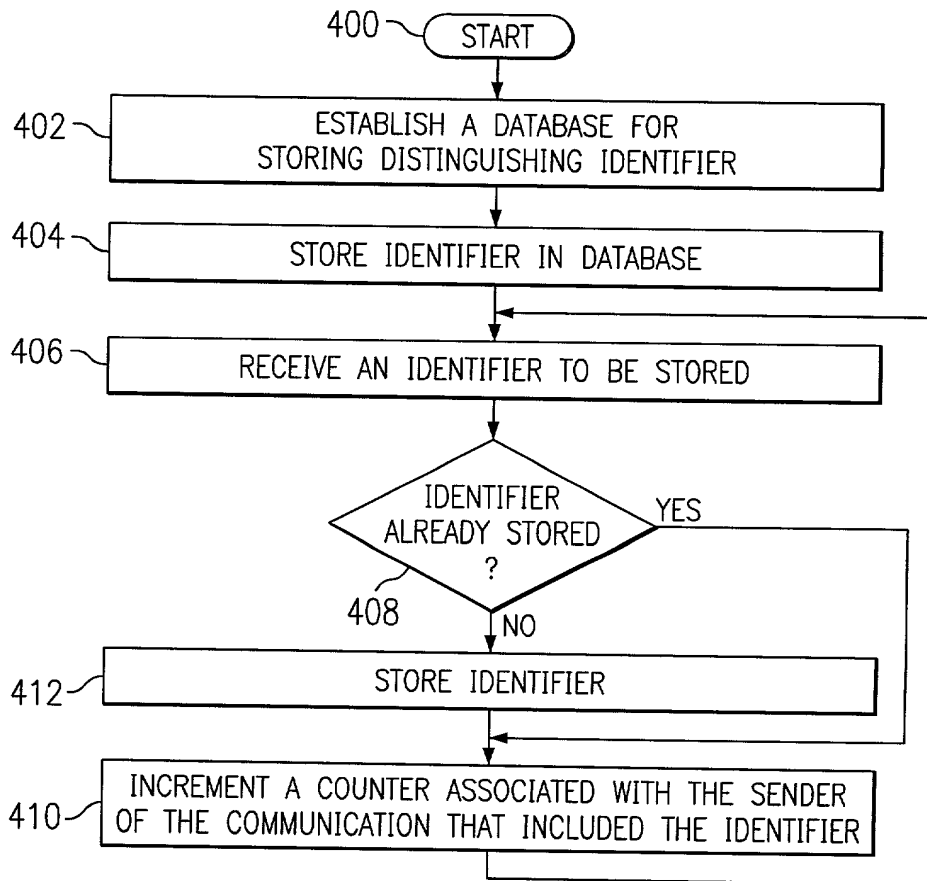 400
START
402
ESTABLISH A DATABASE FOR
STORING DISTINGUISHING IDENTIFIER
404
STORE IDENTIFIER IN DATABASE
406
RECEIVE AN IDENTIFIER TO BE STORED
IDENTIFIER
ALREADY STORED
?
YES
408
NO
412
STORE IDENTIFIER
410
INCREMENT A COUNTER ASSOCIATED WITH THE SENDER
OF THE COMMUNICATION THAT INCLUDED THE IDENTIFIER